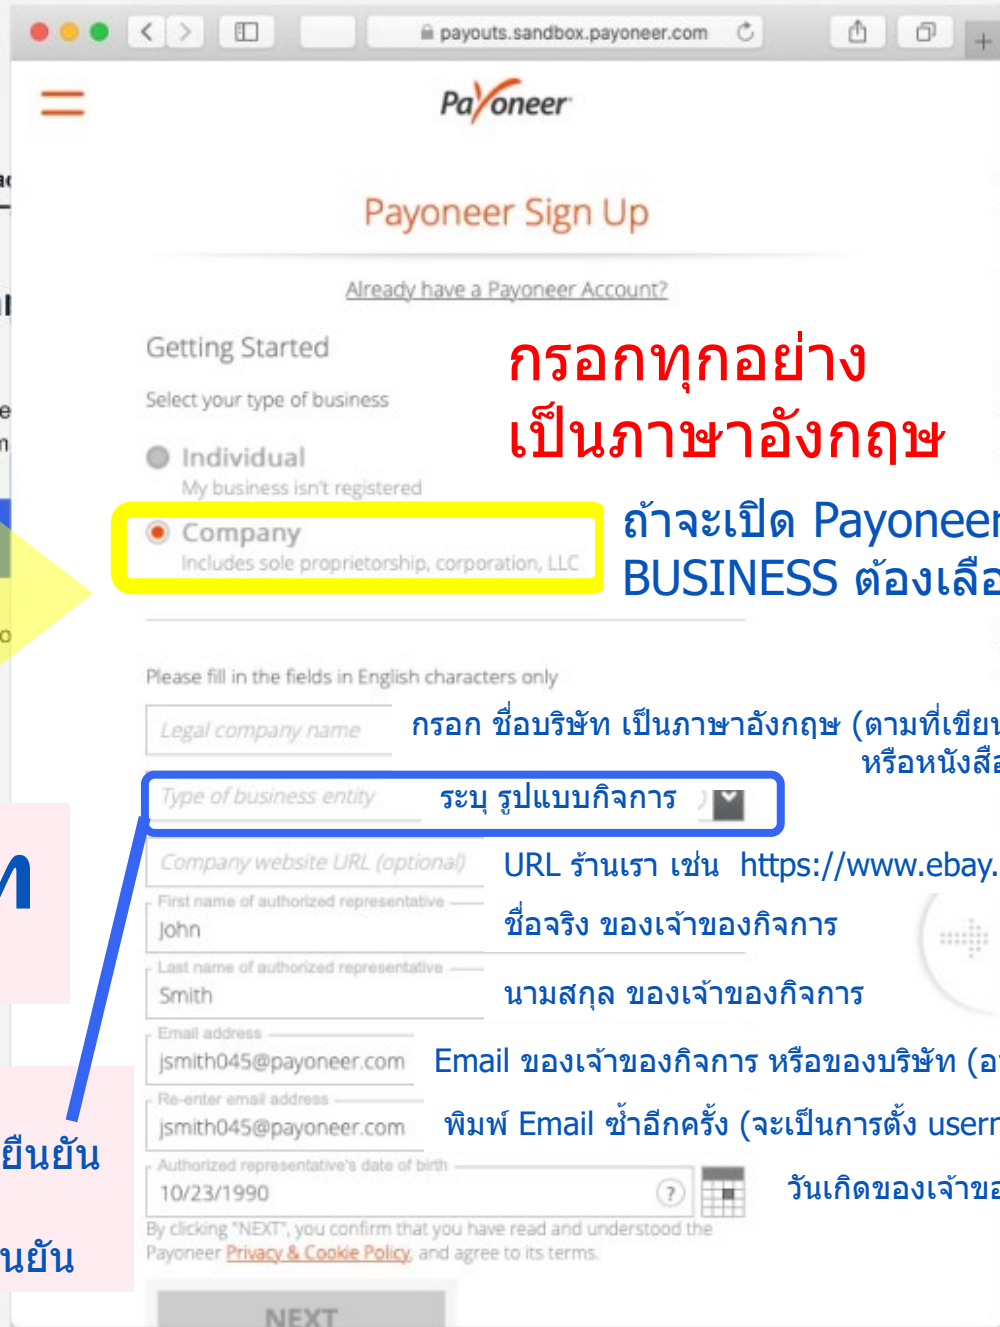 payouts.sandbox.payoneer.com
Payoneer
Payoneer Sign Up
Already have a Payoneer Account?
Getting Started
กรอกทุกอย่าง
เป็นภาษาอังกฤษ
Select your type of business
Individual
My business isn't registered
Company
Includes sole proprietorship, corporation, LLC
ถ้าจะเปิด Payoneer
BUSINESS ต้องเลือ
Please fill in the fields in English characters only
Legal company name
กรอก ชื่อบริษัท เป็นภาษาอังกฤษ (ตามที่เขียน
หรือหนังสือ
Type of business entity
ระบุ รูปแบบกิจการ
Company website URL (optional)
URL ร้านเรา เช่น https://www.ebay.
First name of authorized representative
John
ชื่อจริง ของเจ้าของกิจการ
Last name of authorized representative
Smith
นามสกุล ของเจ้าของกิจการ
Email address
jsmith045@payoneer.com
Email ของเจ้าของกิจการ หรือของบริษัท
Re-enter email address
jsmith045@payoneer.com
พิมพ์ Email ซ้ำอีกครั้ง (จะเป็นการตั้ง usern
ยืนยัน
Authorized representative's date of birth
10/23/1990
?
วันเกิดของเจ้าขอ
By clicking "NEXT", you confirm that you have read and understood the
Payoneer Privacy & Cookie Policy, and agree to its terms.
นยัน
NEXT